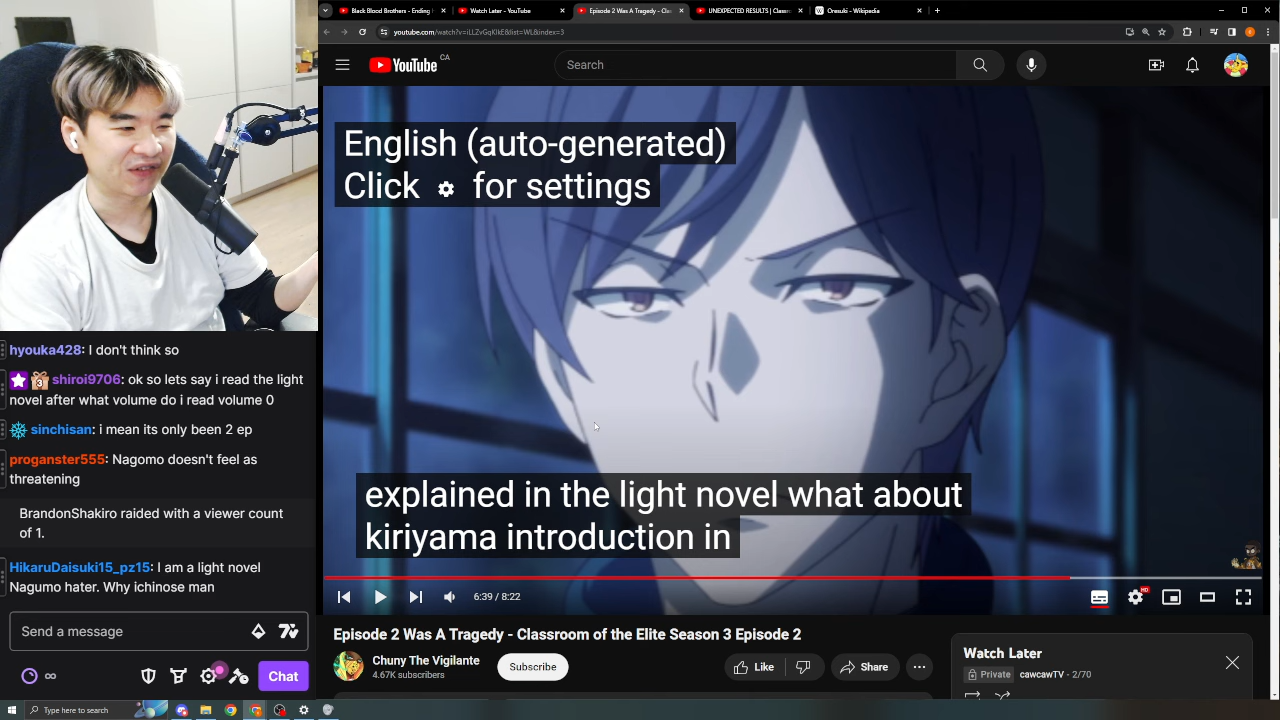 Black Blood Brothers - Ending
Watch Later - YouTube
Episode 2 Was A Tragedy - Cla
UNEXPECTED RESULTS | Classr
Oresuki - Wikipedia
youtube.com/watch?v=iLLZvGqKIkE&list=WL&index=3
YouTube CA
Search
English (auto-generated)
Click for settings
explained in the light novel what about
kiriyama introduction in
6:39 / 8:22
HD
Episode 2 Was A Tragedy - Classroom of the Elite Season 3 Episode 2
Chuny The Vigilante
4.67K subscribers
Subscribe
Like
Share
Watch Later
Private cawcawTV - 2/70
hyouka428: I don't think so
3 shiroi9706: ok so lets say i read the light
novel after what volume do i read volume 0
sinchisan: i mean its only been 2 ep
proganster555: Nagomo doesn't feel as
threatening
BrandonShakiro raided with a viewer count
of 1.
HikaruDaisuki15_pz15: I am a light novel
Nagumo hater. Why ichinose man
Send a message
∞
Chat
Type here to search